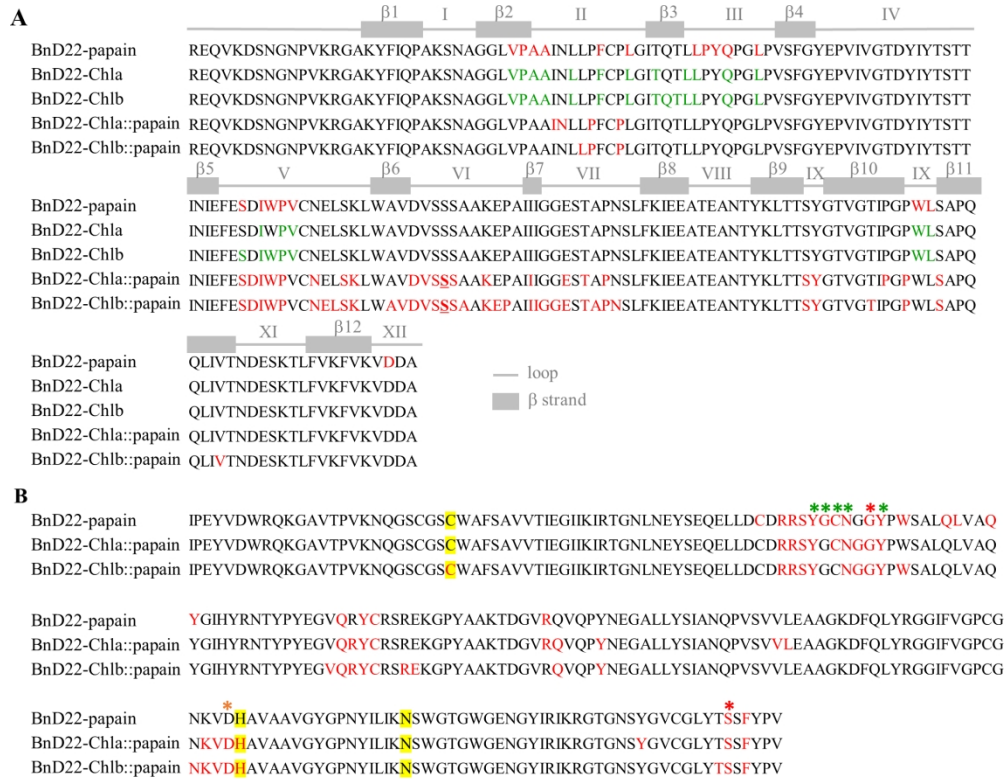 A
β1 I β2 II β3 III β4 IV
BnD22-papain REQVKDSNGNPVKRGAKYFIQPAKSNAGGLVPAAINLLPFCPLGITQTLLPYQPGLPVSFGYEPVIVGTDYIYTSTT
BnD22-Chla REQVKDSNGNPVKRGAKYFIQPAKSNAGGLVPAAINLLPFCPLGITQTLLPYQPGLPVSFGYEPVIVGTDYIYTSTT
BnD22-Chlb REQVKDSNGNPVKRGAKYFIQPAKSNAGGLVPAAINLLPFCPLGITQTLLPYQPGLPVSFGYEPVIVGTDYIYTSTT
BnD22-Chla::papain REQVKDSNGNPVKRGAKYFIQPAKSNAGGLVPAAINLLPFCPLGITQTLLPYQPGLPVSFGYEPVIVGTDYIYTSTT
BnD22-Chlb::papain REQVKDSNGNPVKRGAKYFIQPAKSNAGGLVPAAINLLPFCPLGITQTLLPYQPGLPVSFGYEPVIVGTDYIYTSTT
β5 V β6 VI β7 VII β8 VIII β9 IX β10 IX β11
BnD22-papain INIEFESDIWPVCNELSKLWAVDVSSSAAKEPAIIIGGESTAPNSLFKIEEATEANTYKLTTSYGTVGTIPGPWLSAPQ
BnD22-Chla INIEFESDIWPVCNELSKLWAVDVSSSAAKEPAIIIGGESTAPNSLFKIEEATEANTYKLTTSYGTVGTIPGPWLSAPQ
BnD22-Chlb INIEFESDIWPVCNELSKLWAVDVSSSAAKEPAIIIGGESTAPNSLFKIEEATEANTYKLTTSYGTVGTIPGPWLSAPQ
BnD22-Chla::papain INIEFESDIWPVCNELSKLWAVDVSSSAAKEPAIIIGGESTAPNSLFKIEEATEANTYKLTTSYGTVGTIPGPWLSAPQ
BnD22-Chlb::papain INIEFESDIWPVCNELSKLWAVDVSSSAAKEPAIIIGGESTAPNSLFKIEEATEANTYKLTTSYGTVGTIPGPWLSAPQ
XI β12 XII
BnD22-papain QLIVTNDESKTLFVKFVKVDDA
BnD22-Chla QLIVTNDESKTLFVKFVKVDDA
BnD22-Chlb QLIVTNDESKTLFVKFVKVDDA
BnD22-Chla::papain QLIVTNDESKTLFVKFVKVDDA
BnD22-Chlb::papain QLIVTNDESKTLFVKFVKVDDA
loop
β strand
B
**** **
BnD22-papain IPEYVDWRQKGAVTPVKNQGSCGSCWAFSAVVTIEGIIKIRTGNLNEYSEQELLDCDRRSYGCNGGYPWSALQLVAQ
BnD22-Chla::papain IPEYVDWRQKGAVTPVKNQGSCGSCWAFSAVVTIEGIIKIRTGNLNEYSEQELLDCDRRSYGCNGGYPWSALQLVAQ
BnD22-Chlb::papain IPEYVDWRQKGAVTPVKNQGSCGSCWAFSAVVTIEGIIKIRTGNLNEYSEQELLDCDRRSYGCNGGYPWSALQLVAQ
BnD22-papain YGIHYRNTYPYEGVQRYCRSREKGPYAAKTDGVRQVQPYNEGALLYSIANQPVSVVLEAAGKDFQLYRGGIFVGPCG
BnD22-Chla::papain YGIHYRNTYPYEGVQRYCRSREKGPYAAKTDGVRQVQPYNEGALLYSIANQPVSVVLEAAGKDFQLYRGGIFVGPCG
BnD22-Chlb::papain YGIHYRNTYPYEGVQRYCRSREKGPYAAKTDGVRQVQPYNEGALLYSIANQPVSVVLEAAGKDFQLYRGGIFVGPCG
* *
BnD22-papain NKVDHAVAAVGYGPNYILIKNSWGTGWGENGYIRIKRGTGNSYGVCGLYTSSFYPV
BnD22-Chla::papain NKVDHAVAAVGYGPNYILIKNSWGTGWGENGYIRIKRGTGNSYGVCGLYTSSFYPV
BnD22-Chlb::papain NKVDHAVAAVGYGPNYILIKNSWGTGWGENGYIRIKRGTGNSYGVCGLYTSSFYPV